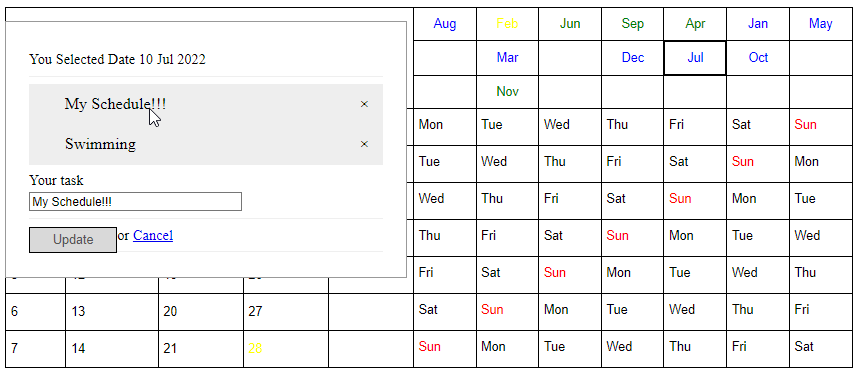 Aug Feb Jun Sep Apr Jan May
You Selected Date 10 Jul 2022
Mar Dec Jul Oct
Nov
My Schedule!!! ×
Mon Tue Wed Thu Fri Sat Sun
Swimming ×
Tue Wed Thu Fri Sat Sun Mon
Your task
My Schedule!!!
Wed Thu Fri Sat Sun Mon Tue
Update or Cancel
Thu Fri Sat Sun Mon Tue Wed
Fri Sat Sun Mon Tue Wed Thu
6 13 20 27 Sat Sun Mon Tue Wed Thu Fri
7 14 21 28 Sun Mon Tue Wed Thu Fri Sat